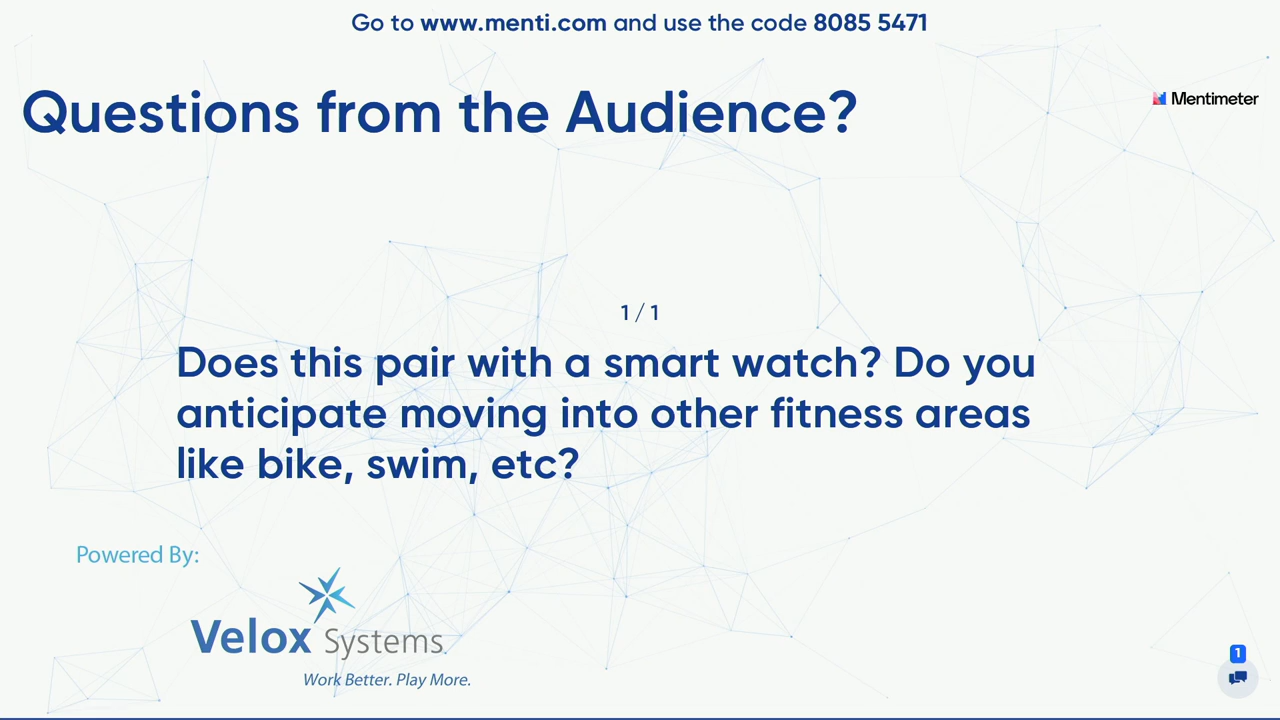 Go to www.menti.com and use the code 8085 5471
Questions from the Audience?
Mentimeter
1 / 1
Does this pair with a smart watch? Do you
anticipate moving into other fitness areas
like bike, swim, etc?
Powered By:
Velox Systems
Work Better. Play More.
1